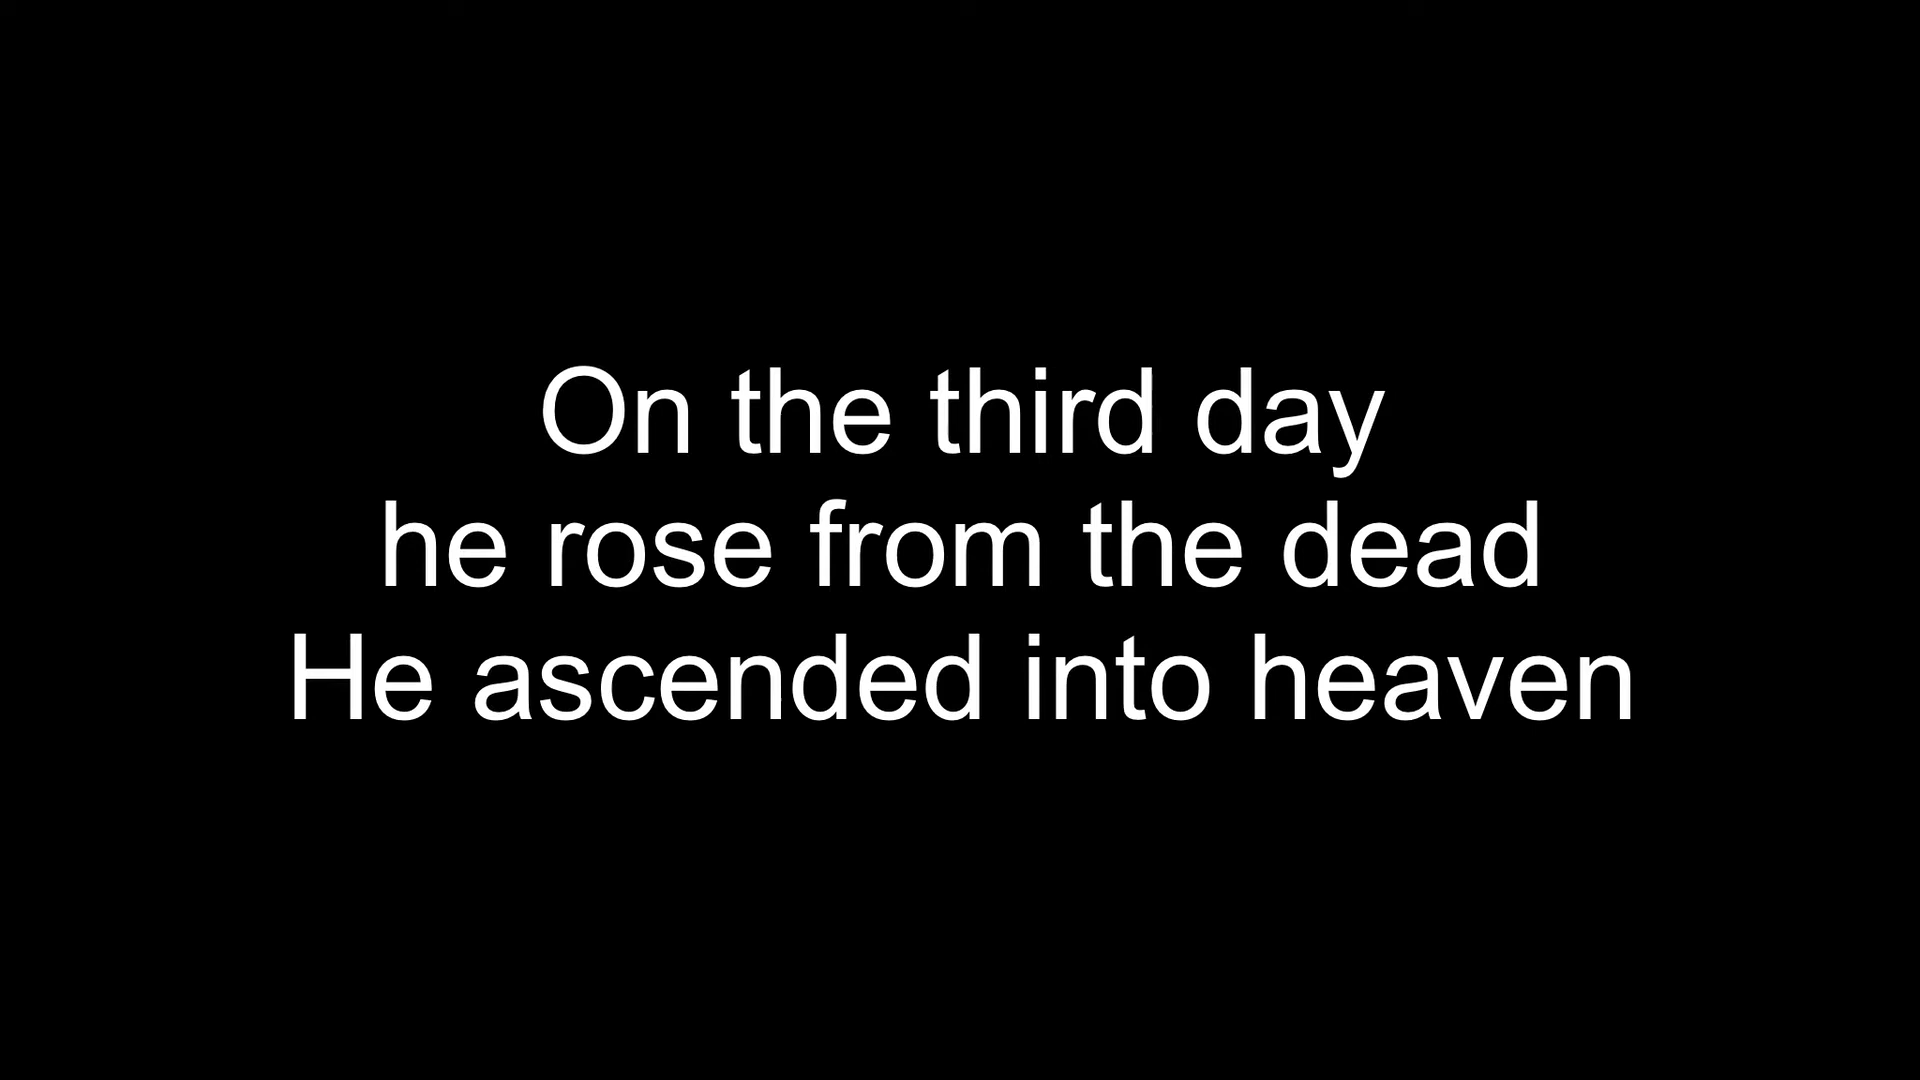 On the third day
he rose from the dead
He ascended into heaven